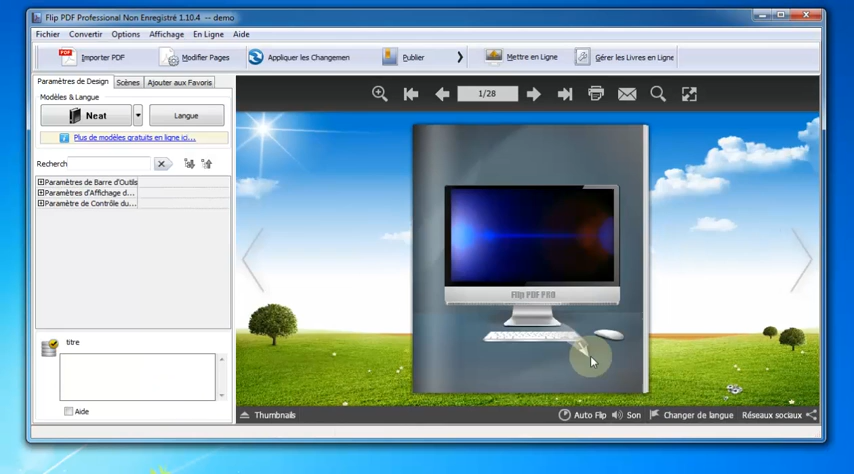 Flip PDF Professional Non Enregistré 1.10.4 -- demo
Fichier Convertir Options Affichage En Ligne Aide
Importer PDF Modifier Pages Appliquer les Changemen Publier Mettre en Ligne Gérer les Livres en Ligne
Paramètres de Design Scènes Ajouter aux Favoris
Modèles & Langue
Neat Langue
Plus de modèles gratuits en ligne ici...
Recherch
Paramètres de Barre d'Outils
Paramètres d'Affichage d...
Paramètre de Contrôle du...
titre
Aide
1/28
Flip PDF PRO
Thumbnails Auto Flip Son Changer de langue Réseaux sociaux